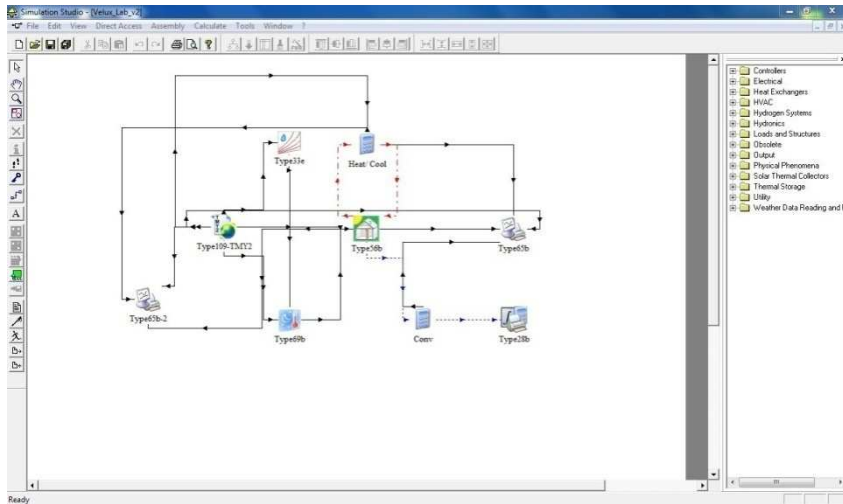 Simulation Studio - [Velux_Lab_v2]
File Edit View Direct Access Assembly Calculate Tools Window ?
Controllers
Electrical
Heat Exchangers
HVAC
Hydrogen Systems
Hydronics
Loads and Structures
Obsolete
Output
Physical Phenomena
Solar Thermal Collectors
Thermal Storage
Utility
Weather Data Reading and
Type33e
Heat/ Cool
Type109-TMY2
Type56b
Type65b
Type65b-2
Type69b
Conv
Type28b
Ready